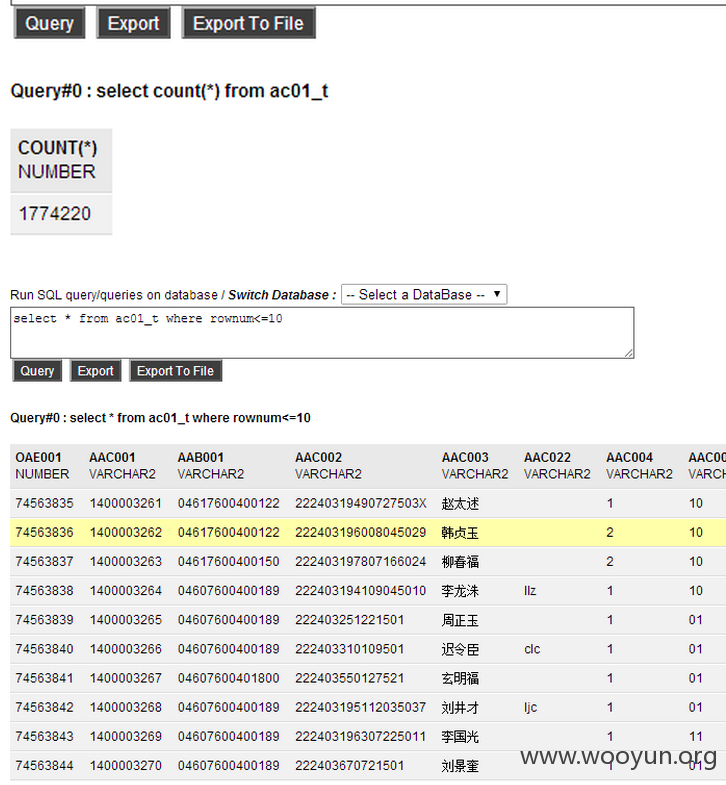 Query Export Export To File
Query#0 : select count(*) from ac01_t
COUNT(*)
NUMBER
1774220
Run SQL query/queries on database / Switch Database : -- Select a DataBase --
select * from ac01_t where rownum<=10
Query Export Export To File
Query#0 : select * from ac01_t where rownum<=10
OAE001 AAC001 AAB001 AAC002 AAC003 AAC022 AAC004
NUMBER VARCHAR2 VARCHAR2 VARCHAR2 VARCHAR2 VARCHAR2 VARCHAR2
74563835 1400003261 04617600400122 22240319490727503X 赵太述 1 10
74563836 1400003262 04617600400122 222403196008045029 韩贞玉 2 10
74563837 1400003263 04617600400150 222403197807166024 柳春福 2 10
74563838 1400003264 04607600400189 222403194109045010 李龙洙 llz 1 10
74563839 1400003265 04607600400189 222403251221501 周正玉 1 01
74563840 1400003266 04607600400189 222403310109501 迟令臣 clc 1 01
74563841 1400003267 04607600401800 222403550127521 玄明福 1 01
74563842 1400003268 04607600400189 222403195112035037 刘井才 ljc 1 01
74563843 1400003269 04607600400189 222403196307225011 李国光 1 11
74563844 1400003270 04607600400189 222403670721501 刘景奎 1 01
www.wooyun.org